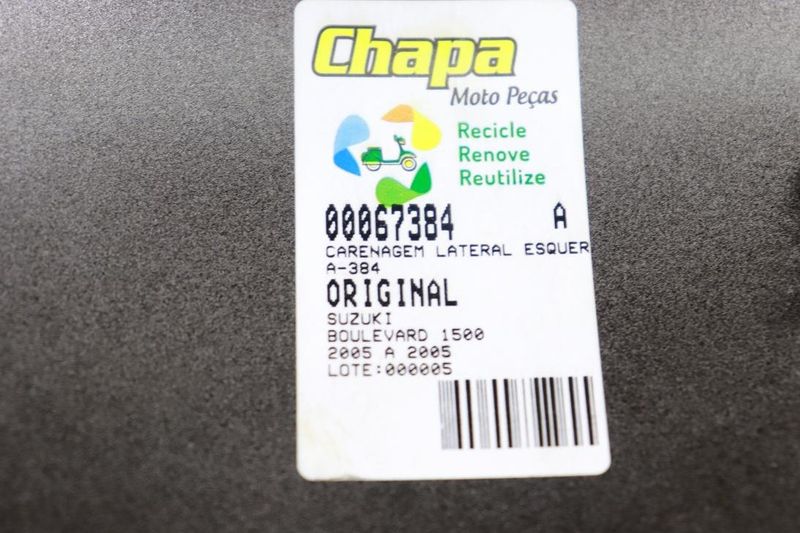 Chapa
Moto Peças
Recicle
Renove
Reutilize
00067384 A
CARENAGEM LATERAL ESQUER
A-384
ORIGINAL
SUZUKI
BOULEVARD 1500
2005 A 2005
LOTE:000005